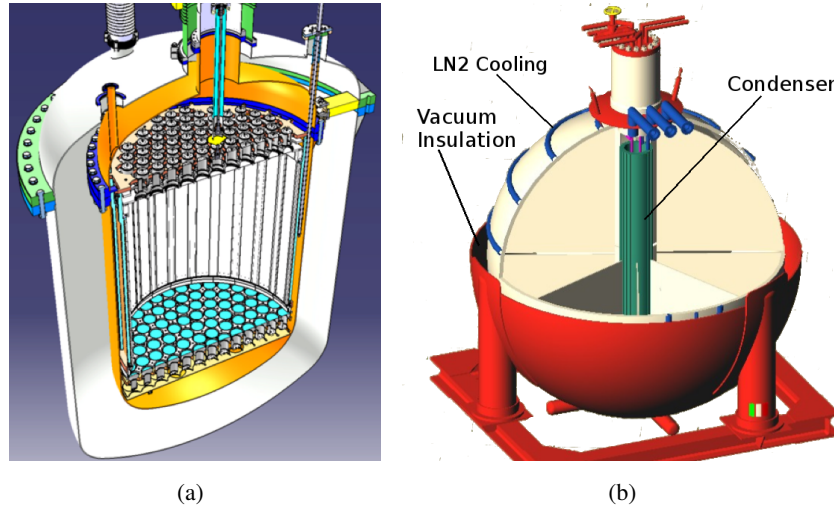 LN2 Cooling
Condenser
Vacuum
Insulation
(a)
(b)